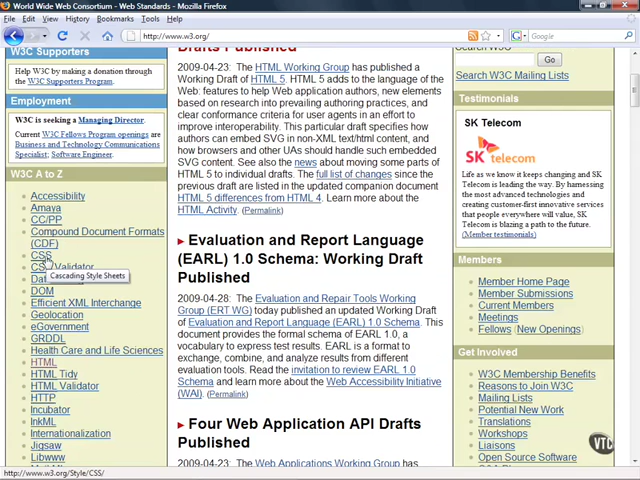 World Wide Web Consortium - Web Standards - Mozilla Firefox
File Edit View History Bookmarks Tools Help
http://www.w3.org/
Google
W3C Supporters
Help W3C by making a donation through
the W3C Supporters Program.
Employment
W3C is seeking a Managing Director.
Current W3C Fellows Program openings are
Business and Technology Communications
Specialist; Software Engineer.
W3C A to Z
Accessibility
Amaya
CC/PP
Compound Document Formats
(CDF)
CSS
CSS Validator
Cascading Style Sheets
DOM
Efficient XML Interchange
Geolocation
eGovernment
GRDDL
Health Care and Life Sciences
HTML
HTML Tidy
HTML Validator
HTTP
Incubator
InkML
Internationalization
Jigsaw
Libwww
Drafts Published
2009-04-23: The HTML Working Group has published a
Working Draft of HTML 5. HTML 5 adds to the language of the
Web: features to help Web application authors, new elements
based on research into prevailing authoring practices, and
clear conformance criteria for user agents in an effort to
improve interoperability. This particular draft specifies how
authors can embed SVG in non-XML text/html content, and
how browsers and other UAs should handle such embedded
SVG content. See also the news about moving some parts of
HTML 5 to individual drafts. The full list of changes since the
previous draft are listed in the updated companion document
HTML 5 differences from HTML 4. Learn more about the
HTML Activity. (Permalink)
Evaluation and Report Language
(EARL) 1.0 Schema: Working Draft
Published
2009-04-28: The Evaluation and Repair Tools Working
Group (ERT WG) today published an updated Working Draft
of Evaluation and Report Language (EARL) 1.0 Schema. This
document provides the formal schema of EARL 1.0, a
vocabulary to express test results. EARL is a format to
exchange, combine, and analyze results from different
evaluation tools. Read the invitation to review EARL 1.0
Schema and learn more about the Web Accessibility Initiative
(WAI). (Permalink)
Four Web Application API Drafts
Published
2009-04-23: The Web Applications Working Group has
Search W3C
Go
Search W3C Mailing Lists
Testimonials
SK Telecom
SK telecom
Life as we know it keeps changing and SK
Telecom is leading the way. By harnessing
the most advanced technologies and
creating customer-first innovative services
that people everywhere will value, SK
Telecom is blazing a path to the future.
(Member testimonials)
Members
Member Home Page
Member Submissions
Current Members
Meetings
Fellows (New Openings)
Get Involved
W3C Membership Benefits
Reasons to Join W3C
Mailing Lists
Potential New Work
Translations
Workshops
Liaisons
Open Source Software
VTC
http://www.w3.org/Style/CSS/